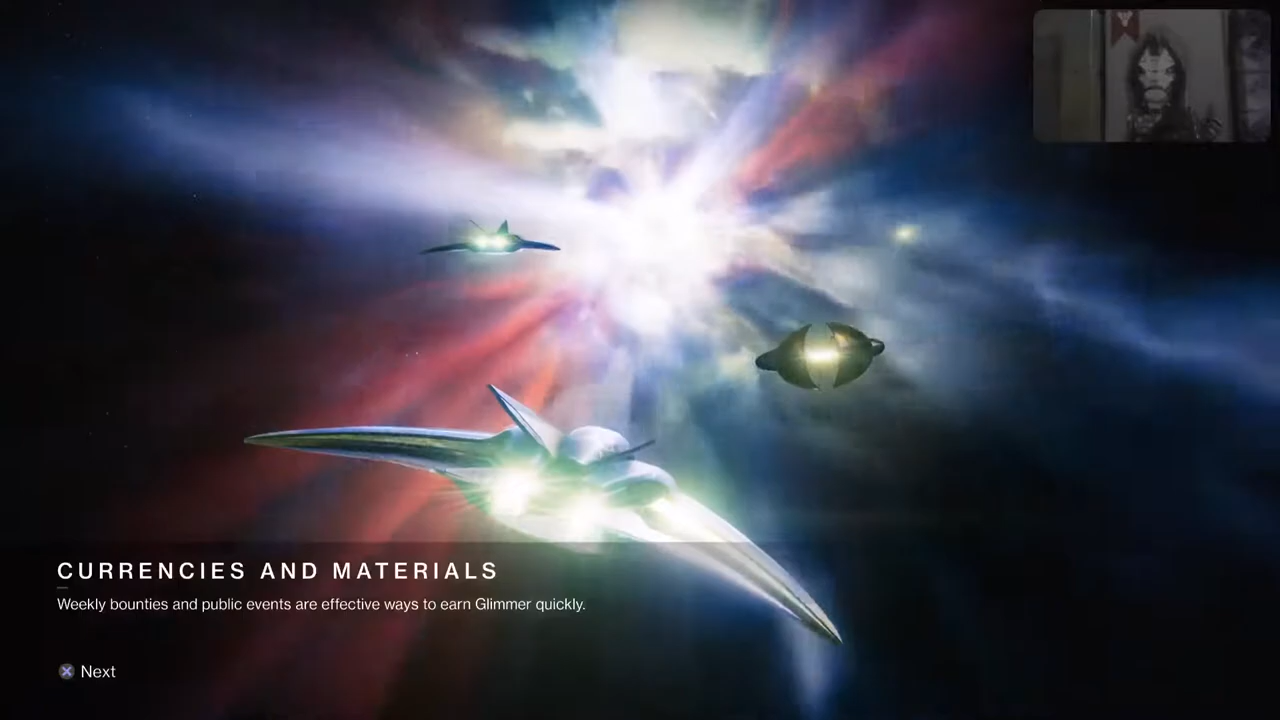 CURRENCIES AND MATERIALS
Weekly bounties and public events are effective ways to earn Glimmer quickly.
Next